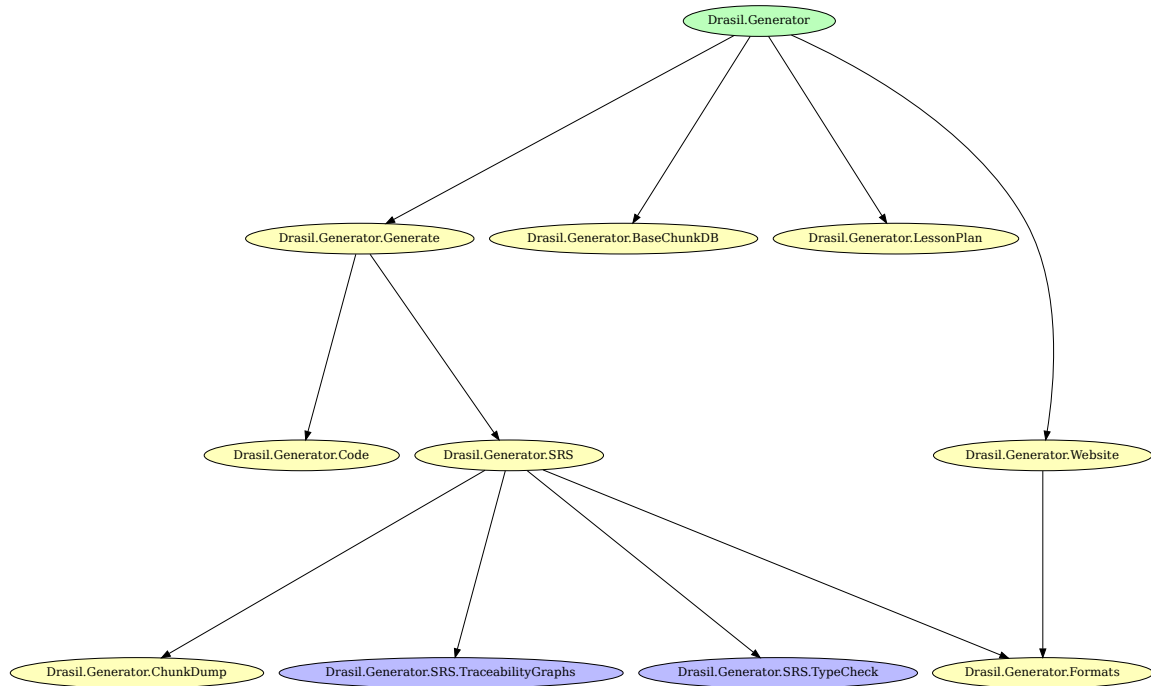 Drasil.Generator
Drasil.Generator.Generate
Drasil.Generator.BaseChunkDB
Drasil.Generator.LessonPlan
Drasil.Generator.Code
Drasil.Generator.SRS
Drasil.Generator.Website
Drasil.Generator.ChunkDump
Drasil.Generator.SRS.TraceabilityGraphs
Drasil.Generator.SRS.TypeCheck
Drasil.Generator.Formats